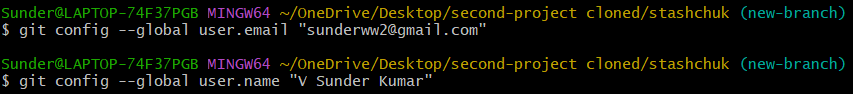 Sunder@LAPTOP-74F37PGB MINGW64 ~/OneDrive/Desktop/second-project cloned/stashchuk (new-branch)
$ git config --global user.email "sunderww2@gmail.com"
Sunder@LAPTOP-74F37PGB MINGW64 ~/OneDrive/Desktop/second-project cloned/stashchuk (new-branch)
$ git config --global user.name "V Sunder Kumar"